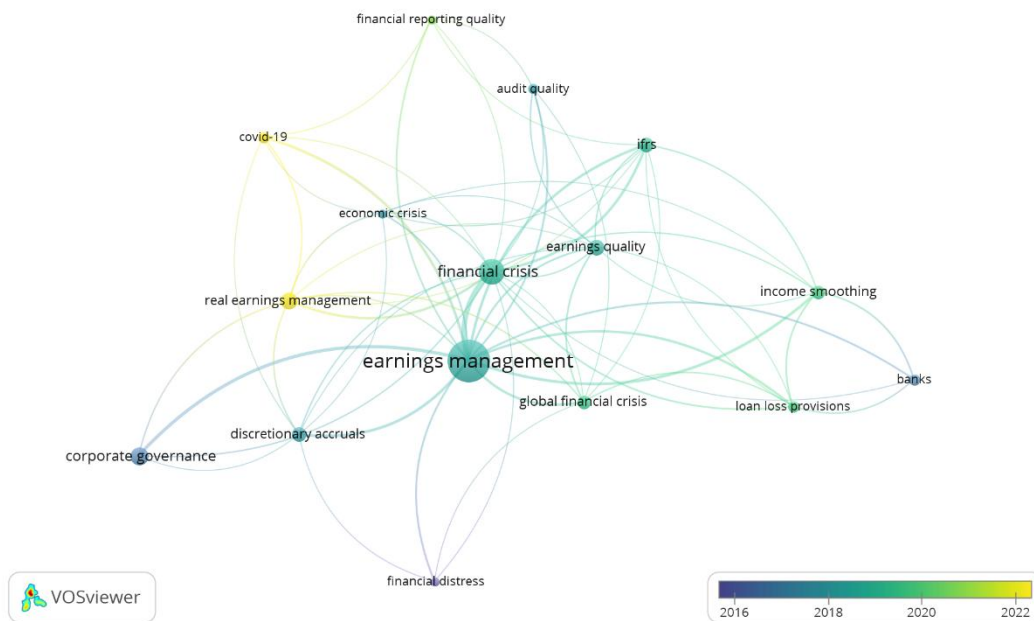 financial reporting quality
audit quality
covid-19
ifrs
economic crisis
earnings quality
financial crisis
income smoothing
real earnings management
earnings management
banks
global financial crisis
loan loss provisions
discretionary accruals
corporate governance
financial distress
VOSviewer
2016
2018
2020
2022